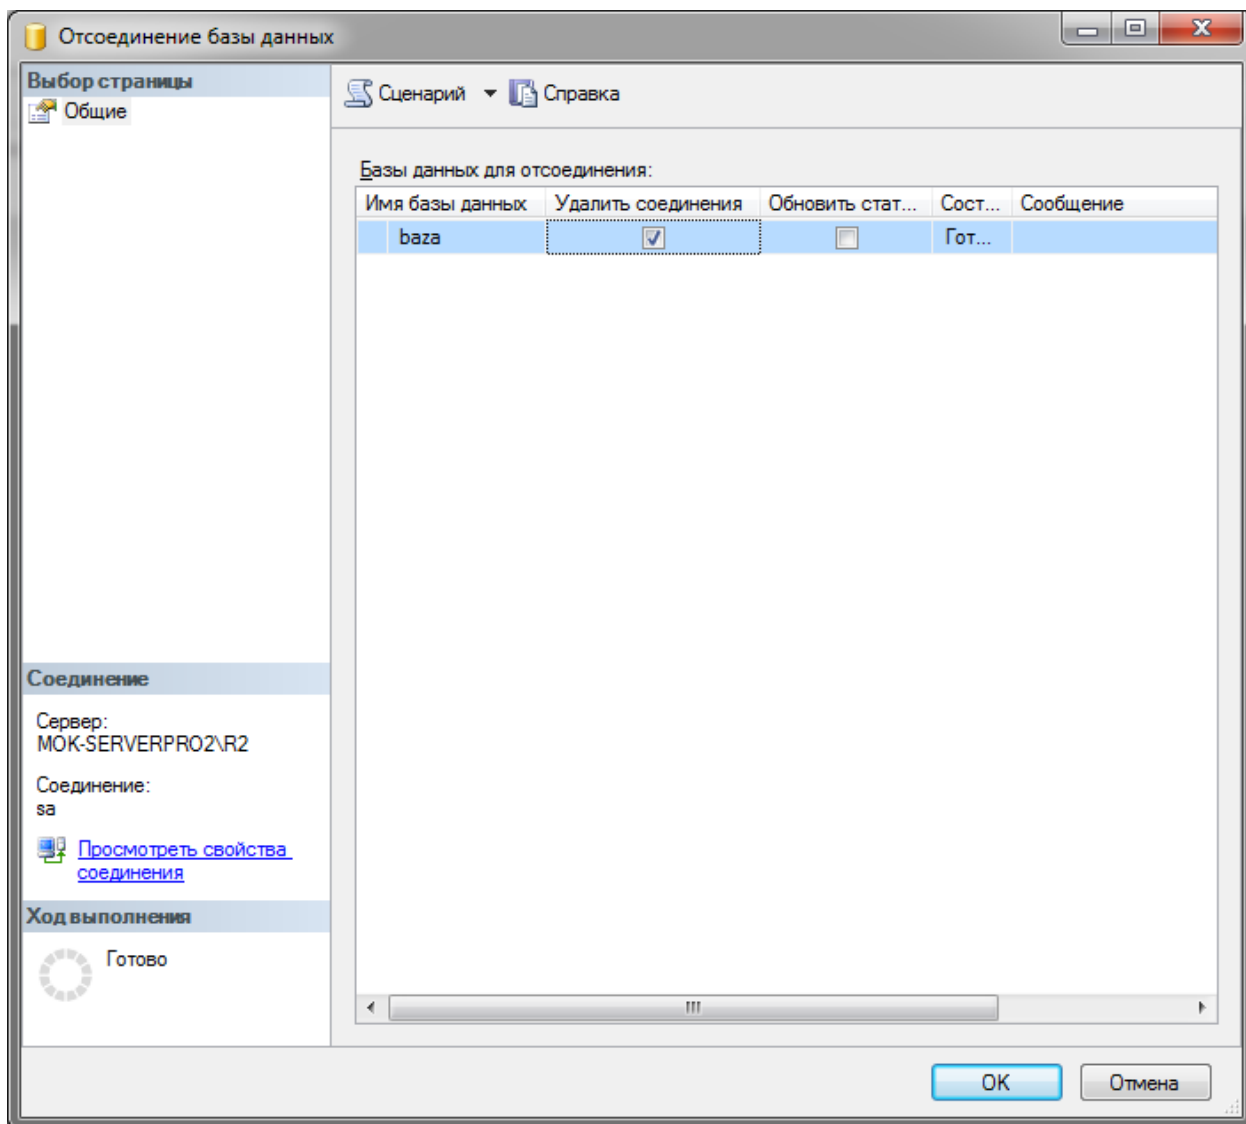 Отсоединение базы данных
Выбор страницы
Общие
Сценарий Справка
Базы данных для отсоединения:
Имя базы данных Удалить соединения Обновить стат... Сост... Сообщение
baza Гот...
Соединение
Сервер:
MOK-SERVERPRO2\R2
Соединение:
sa
Просмотреть свойства
соединения
Ход выполнения
Готово
OK Отмена